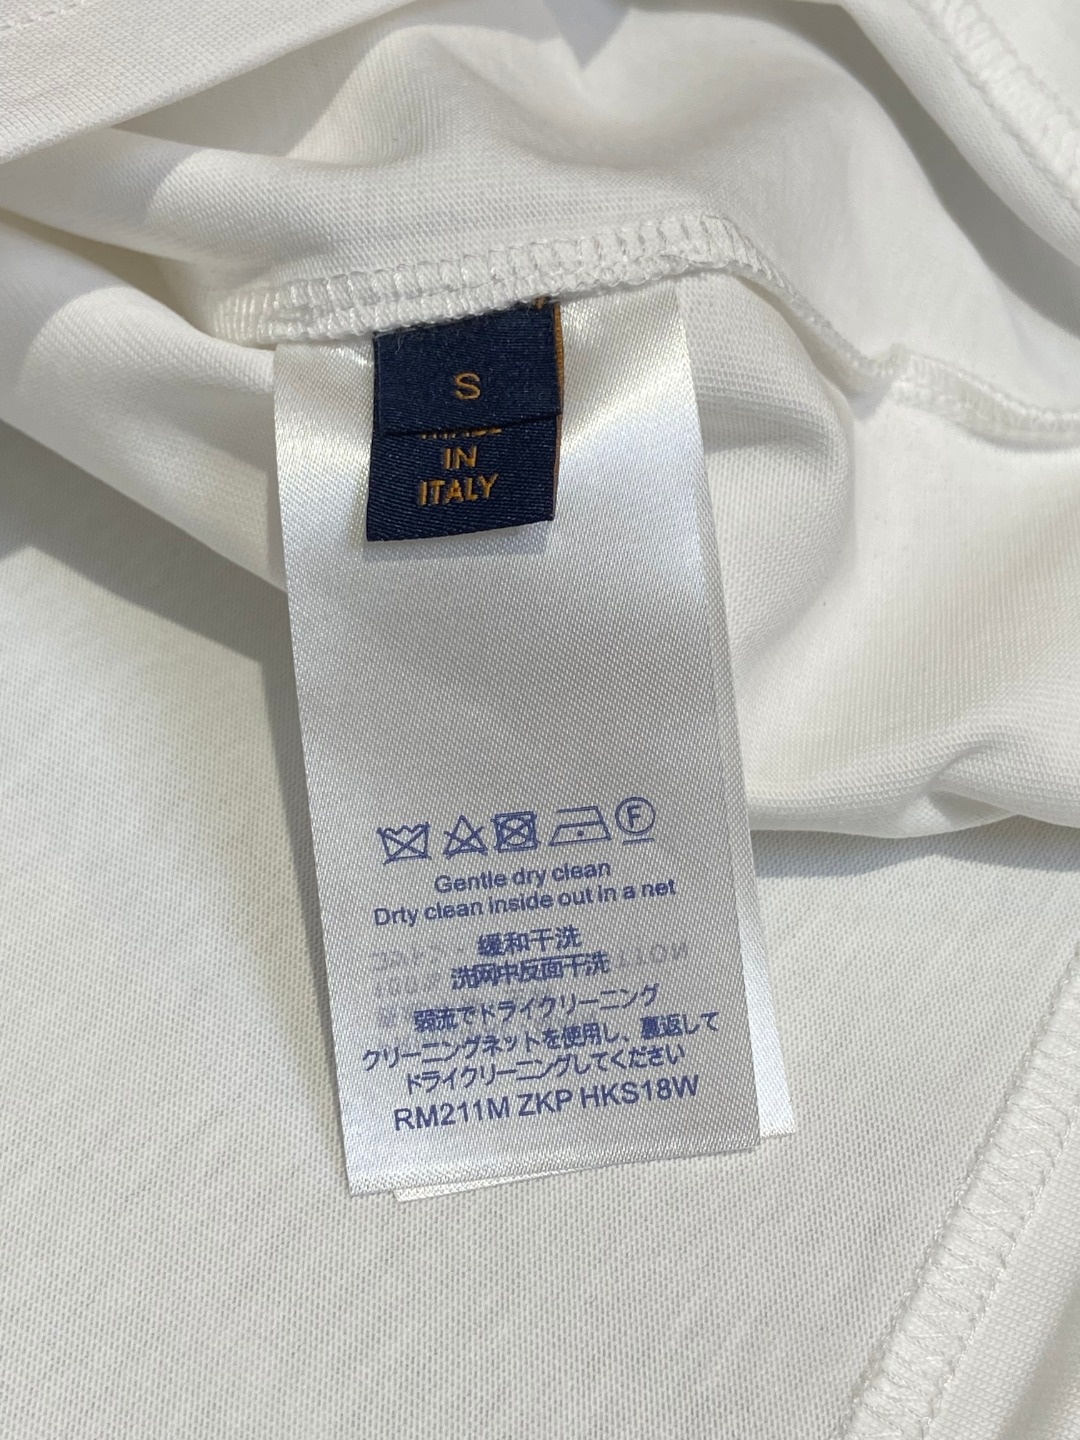 S
IN
ITALY
F
Gentle dry clean
Drty clean inside out in a net
缓和干洗
洗网中反面干洗
弱流でドライクリーニング
クリーニングネットを使用し、裏返して
ドライクリーニングしてください
RM211M ZKP HKS18W